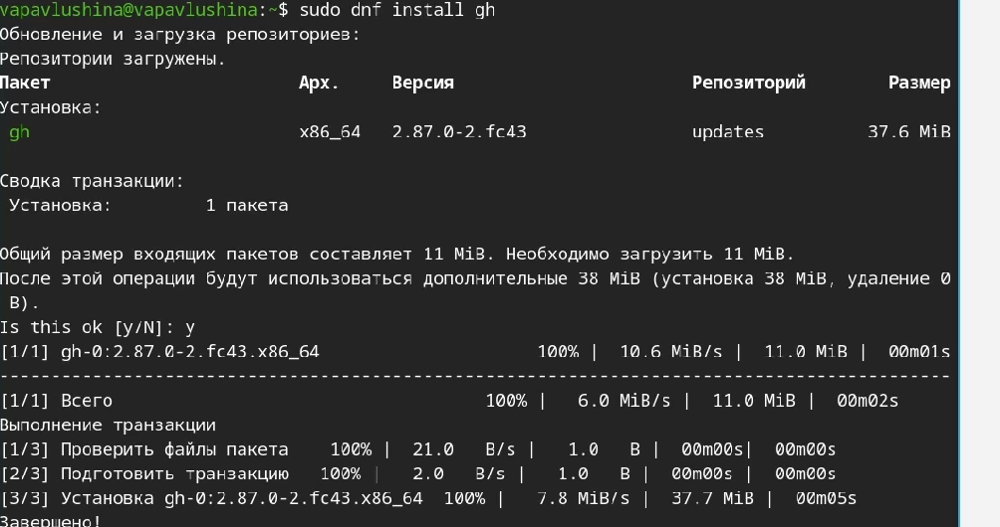 vapavlushina@vapavlushina:~$ sudo dnf install gh
Обновление и загрузка репозиториев:
Репозитории загружены.
Пакет Арх. Версия Репозиторий Размер
Установка:
gh x86_64 2.87.0-2.fc43 updates 37.6 MiB
Сводка транзакции:
Установка: 1 пакета
Общий размер входящих пакетов составляет 11 MiB. Необходимо загрузить 11 MiB.
После этой операции будут использоваться дополнительные 38 MiB (установка 38 MiB, удаление 0
B).
Is this ok [y/N]: y
[1/1] gh-0:2.87.0-2.fc43.x86_64 100% | 10.6 MiB/s | 11.0 MiB | 00m01s
--------------------------------------------------------------------------------------------
[1/1] Всего 100% | 6.0 MiB/s | 11.0 MiB | 00m02s
Выполнение транзакции
[1/3] Проверить файлы пакета 100% | 21.0 B/s | 1.0 B | 00m00s| 00m00s
[2/3] Подготовить транзакцию 100% | 2.0 B/s | 1.0 B | 00m00s | 00m00s
[3/3] Установка gh-0:2.87.0-2.fc43.x86_64 100% | 7.8 MiB/s | 37.7 MiB | 00m05s
Завершено!